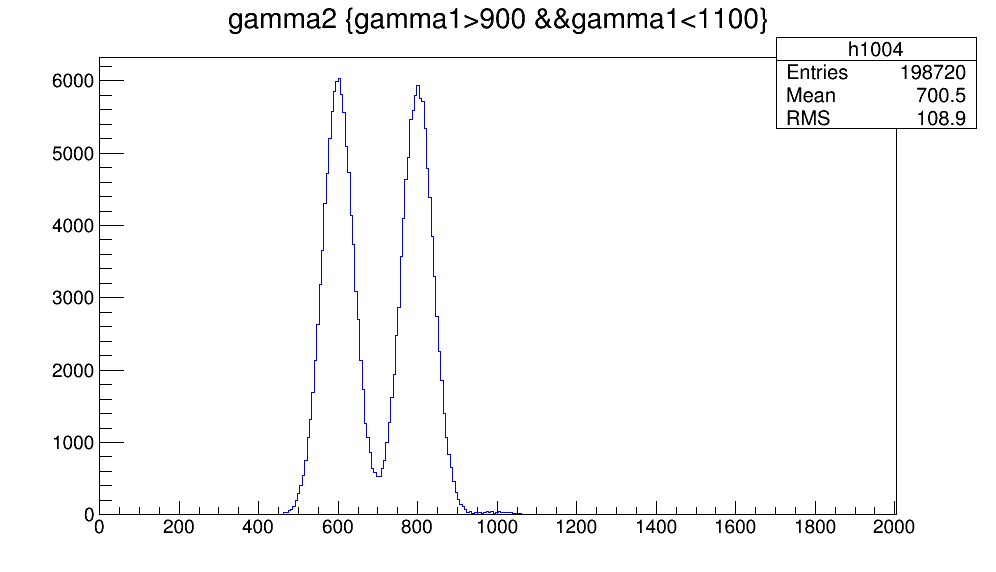 gamma2 {gamma1>900 &&gamma1<1100}
h1004
Entries 198720
Mean 700.5
RMS 108.9
6000
5000
4000
3000
2000
1000
0
0 200 400 600 800 1000 1200 1400 1600 1800 2000